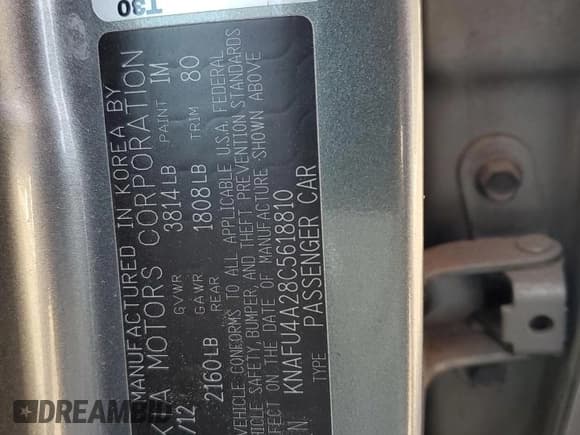 T30
MANUFACTURED IN KOREA BY
KIA MOTORS CORPORATION
/12 GVWR 3814LB PAINT IM
2160LB GAWR REAR 1808LB TRIM 80
VEHICLE CONFORMS TO ALL APPLICABLE U.S.A. FEDERAL
VEHICLE SAFETY, BUMPER, AND THEFT PREVENTION STANDARDS
EFFECT ON THE DATE OF MANUFACTURE SHOWN ABOVE
KNAFU4A28C5618810
TYPE PASSENGER CAR
DREAMBID